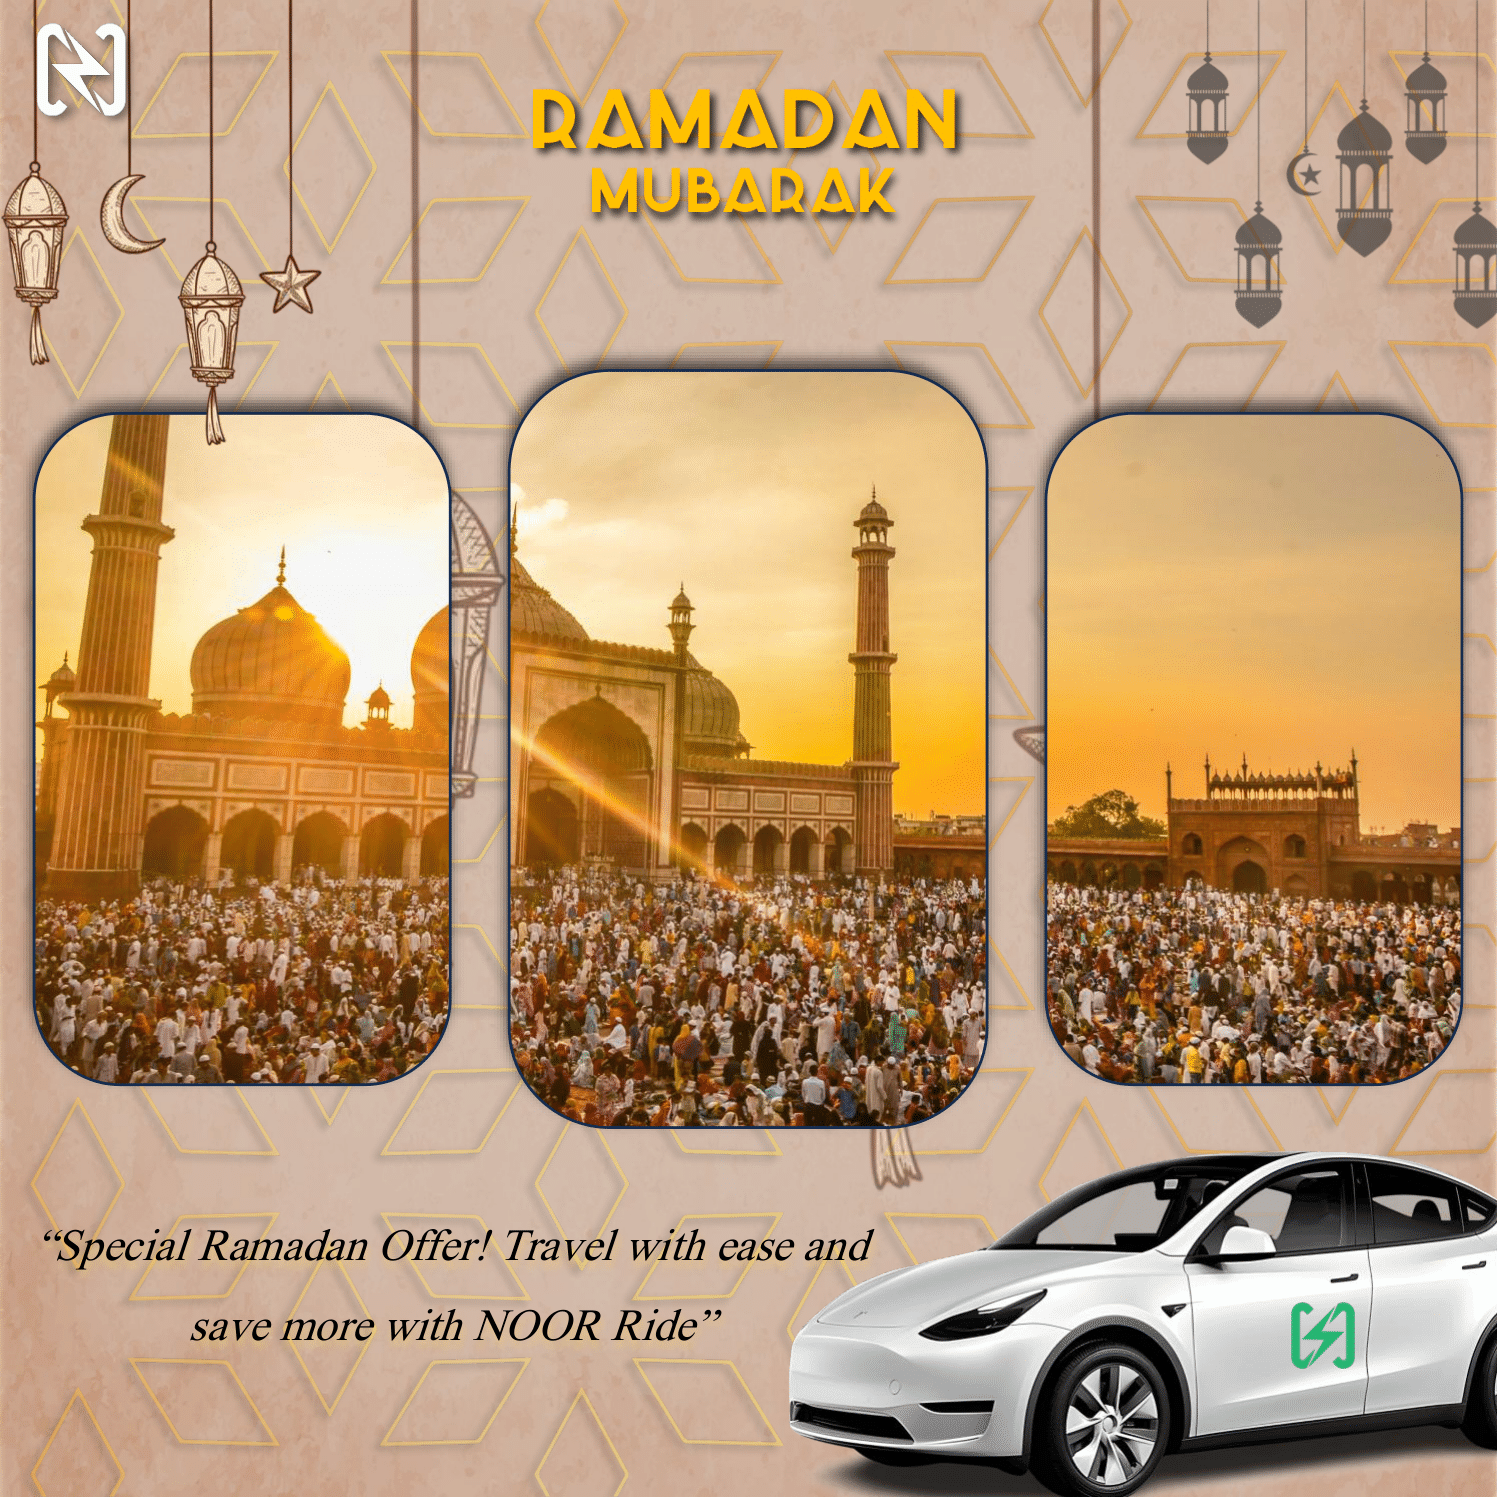 RAMADAN
MUBARAK
“Special Ramadan Offer! Travel with ease and
save more with NOOR Ride”